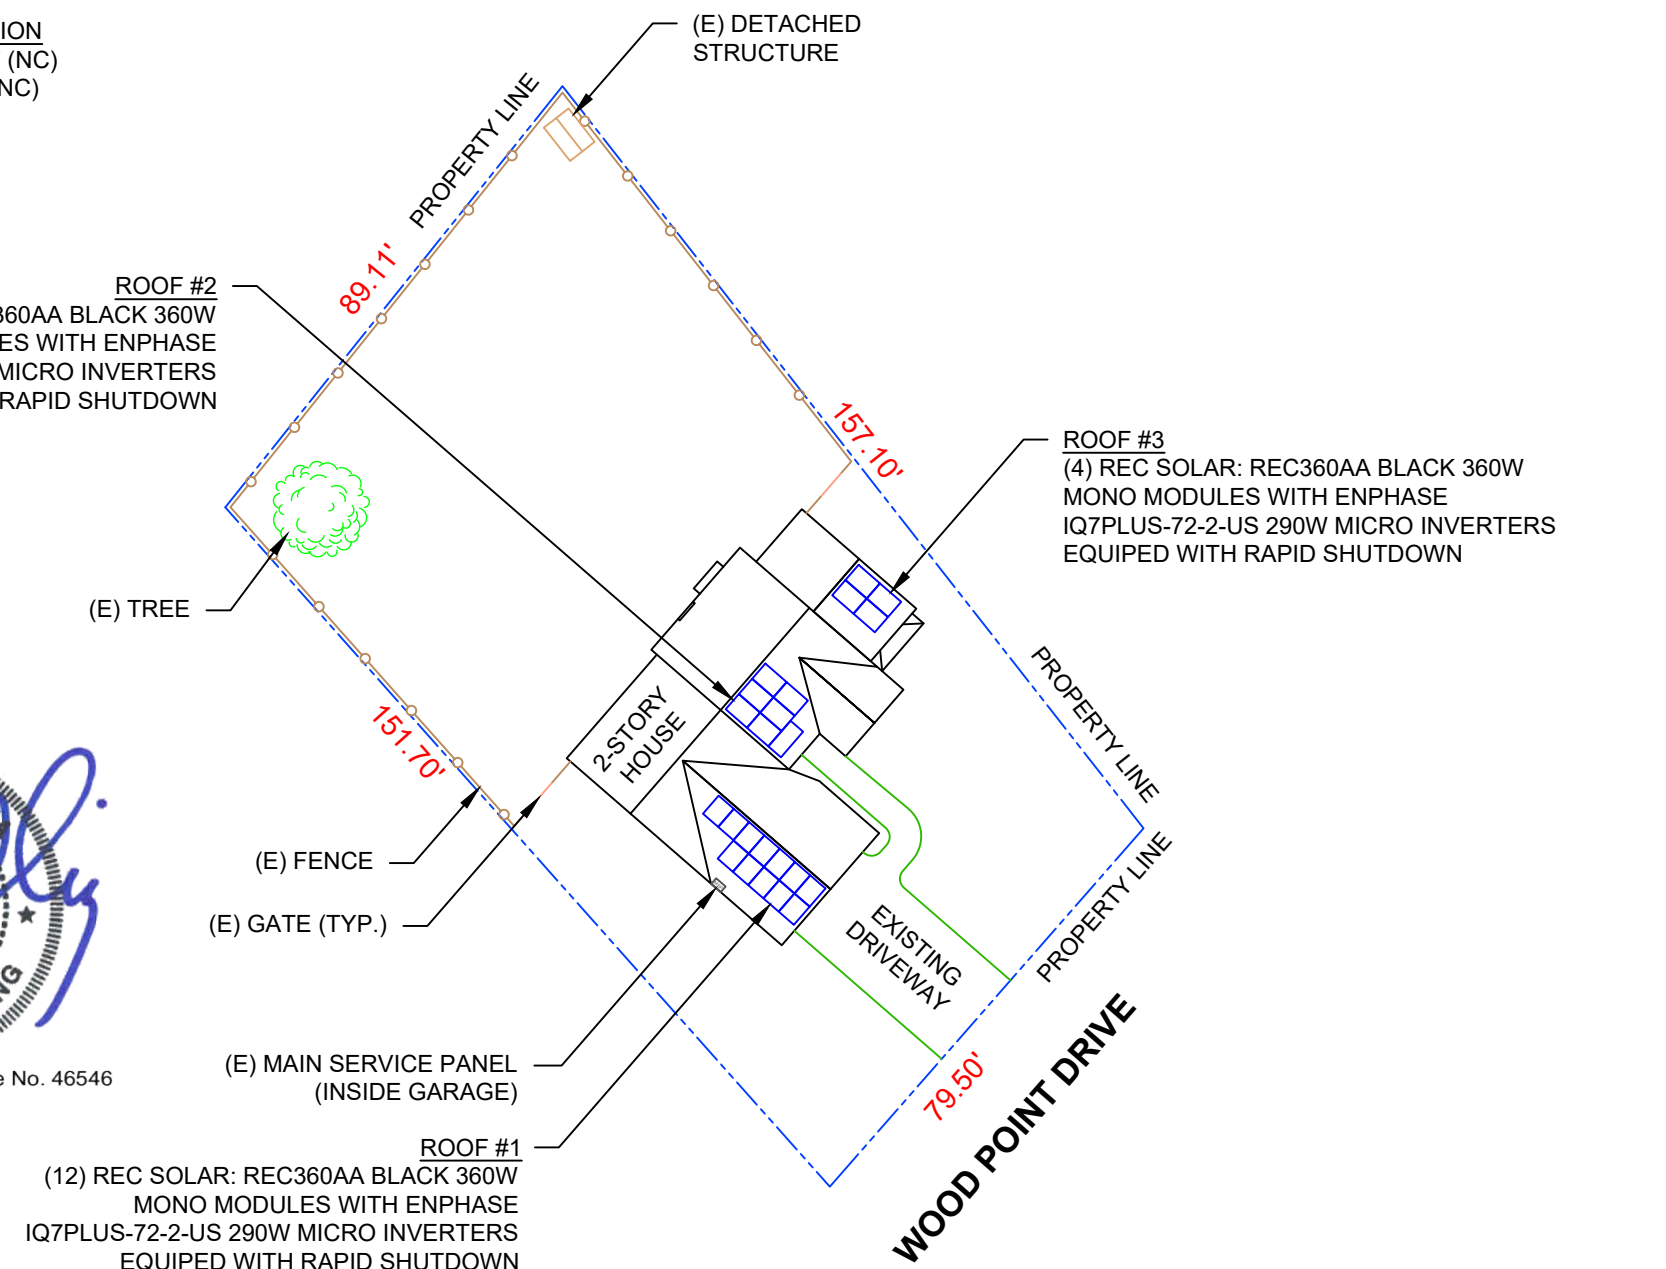 ION
(NC)
NC)
(E) DETACHED
STRUCTURE
PROPERTY LINE
89.11'
ROOF #2
360AA BLACK 360W
ES WITH ENPHASE
MICRO INVERTERS
RAPID SHUTDOWN
157.10'
ROOF #3
(4) REC SOLAR: REC360AA BLACK 360W
MONO MODULES WITH ENPHASE
IQ7PLUS-72-2-US 290W MICRO INVERTERS
EQUIPED WITH RAPID SHUTDOWN
(E) TREE
PROPERTY LINE
2-STORY
HOUSE
151.70'
(E) FENCE
(E) GATE (TYP.)
PROPERTY LINE
EXISTING
DRIVEWAY
NG
e No. 46546
(E) MAIN SERVICE PANEL
(INSIDE GARAGE)
79.50'
WOOD POINT DRIVE
ROOF #1
(12) REC SOLAR: REC360AA BLACK 360W
MONO MODULES WITH ENPHASE
IQ7PLUS-72-2-US 290W MICRO INVERTERS
EQUIPED WITH RAPID SHUTDOWN